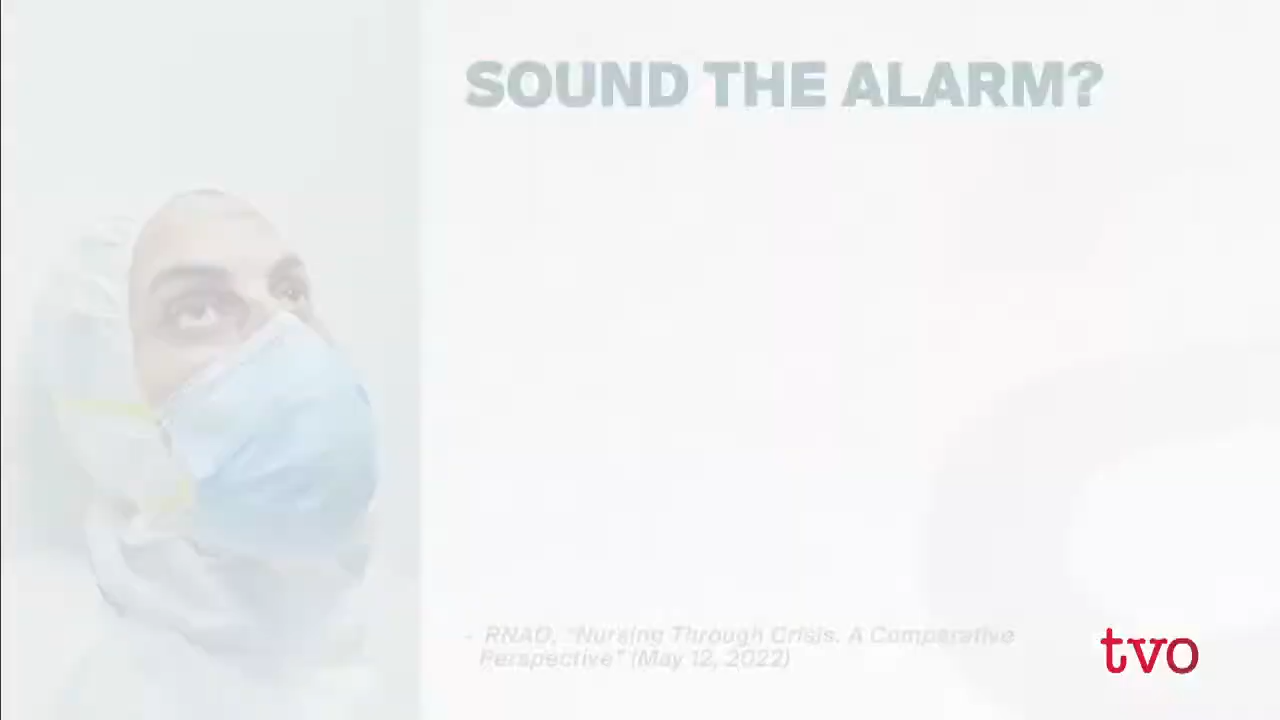 SOUND THE ALARM?
- RNAO, "Nursing Through Crisis. A Comparative
Perspective" (May 12, 2022)
tvo